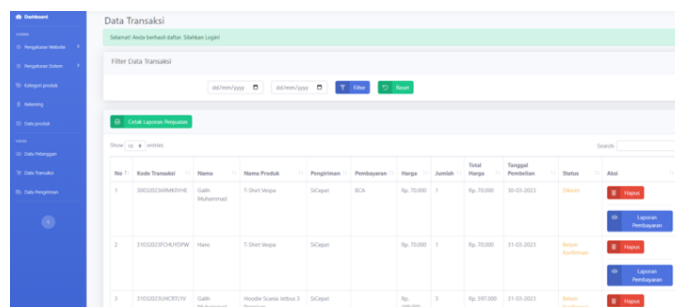 Dashboard
Data Transaksi
Selamat! Anda berhasil daftar. Silahkan Login!
Pengaturan Website
Filter Data Transaksi
Pengaturan Sistem
Kategori produk
dd/mm/yyyy dd/mm/yyyy Filter Reset
Rekening
Data produk
Cetak Laporan Penjualan
Show 10 entries Search:
Data Pelanggan
Data Transaksi
Data Pengiriman
No Kode Transaksi Nama Nama Produk Pengiriman Pembayaran Harga Jumlah Total Harga Tanggal Pembelian Status Aksi
1 Galih Muhammad T-Shirt Vespa SiCepat BCA Rp. 70.000 1 Rp. 70.000 30-03-2023 Dikirim Hapus
Laporan Pembayaran
2 Hano T-Shirt Vespa SiCepat Rp. 70.000 1 Rp. 70.000 31-03-2023 Belum Konfirmasi Hapus
Laporan Pembayaran
3 Galih Muhammad Hoodie Scania Jetbus 3 SiCepat Rp. 3 Rp. 597.000 31-03-2023 Belum Hapus